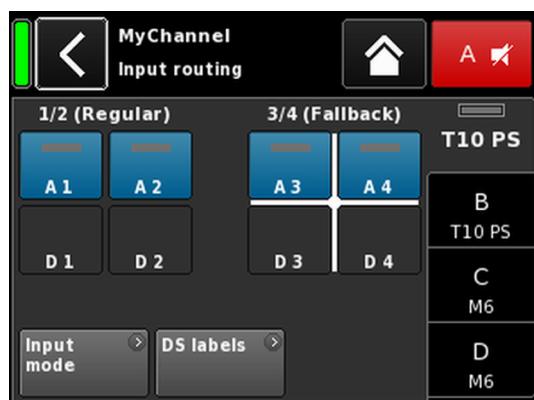 MyChannel
Input routing
A
1/2 (Regular)
3/4 (Fallback)
T10 PS
A 1
A 2
A 3
A 4
D 1
D 2
D 3
D 4
B
T10 PS
C
M6
D
M6
Input mode
DS labels